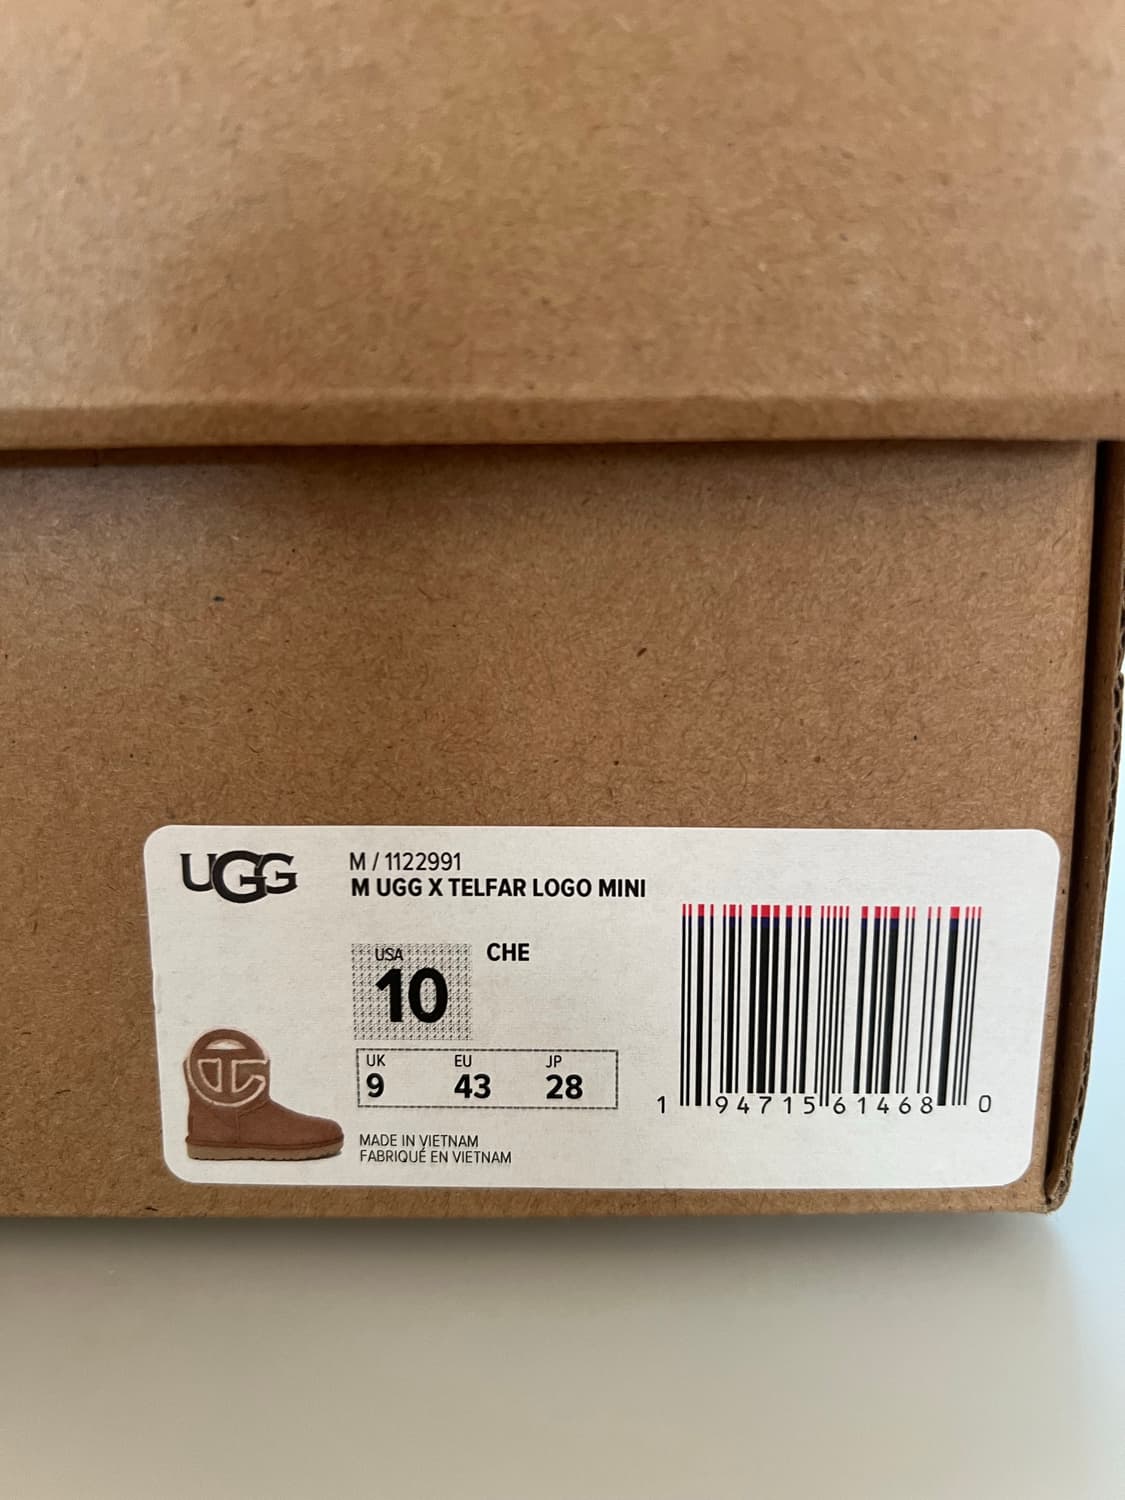 UGG
M / 1122991
M UGG X TELFAR LOGO MINI
USA
10
CHE
UK EU JP
9 43 28
MADE IN VIETNAM
FABRIQUÉ EN VIETNAM
1 94715 61468 0